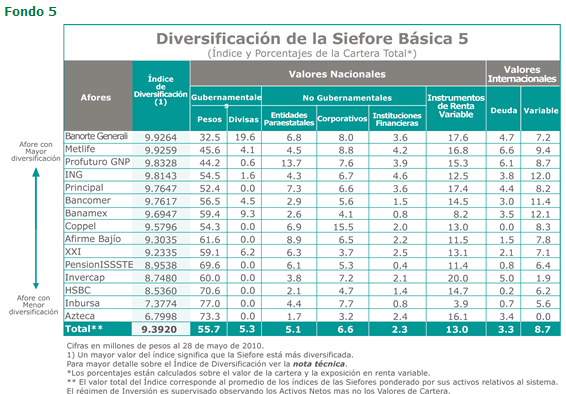 Fondo 5
Diversificación de la Siefore Básica 5
(Índice y Porcentajes de la Cartera Total*)
Afores
Índice de Diversificación (1)
Valores Nacionales
Valores Internacionales
Gubernamentales
No Gubernamentales
Instrumentos de Renta Variable
Deuda Variable
Pesos Divisas
Entidades Paraestatales Corporativos Instituciones Financieras
Afore con Mayor diversificación
Banorte Generali 9.9264 32.5 19.6 6.8 8.0 3.6 17.6 4.7 7.2
Metlife 9.9259 45.6 4.1 4.5 8.8 4.2 16.8 6.6 9.4
Profuturo GNP 9.8328 44.2 0.6 13.7 7.6 3.9 15.3 6.1 8.7
ING 9.8143 54.5 1.6 4.3 6.7 4.6 12.5 3.8 12.0
Principal 9.7647 52.4 0.0 7.3 6.6 3.6 17.4 4.4 8.2
Bancomer 9.7617 56.5 4.5 2.9 5.6 1.5 14.5 3.0 11.4
Banamex 9.6947 59.4 9.3 2.6 4.1 0.8 8.2 3.5 12.1
Coppel 9.5796 54.3 0.0 6.9 15.5 2.0 13.0 0.0 8.3
Afirme Bajío 9.3035 61.6 0.0 8.9 6.5 2.2 11.5 1.5 7.8
XXI 9.2335 59.1 6.2 6.3 3.7 2.5 13.1 2.1 7.1
PensionISSSTE 8.9538 69.6 0.0 6.1 5.3 0.4 11.4 0.8 6.4
Invercap 8.7480 60.0 0.0 3.8 7.2 2.1 20.0 5.0 1.9
HSBC 8.5360 70.6 0.0 2.1 4.7 1.4 14.7 0.2 6.2
Inbursa 7.3774 77.0 0.0 4.4 7.7 0.8 3.9 0.7 5.6
Azteca 6.7998 73.3 0.0 1.7 3.2 2.4 16.1 3.4 0.0
Afore con Menor diversificación
Total** 9.3920 55.7 5.3 5.1 6.6 2.3 13.0 3.3 8.7
Cifras en millones de pesos al 28 de mayo de 2010.
1) Un mayor valor del índice significa que la Siefore está más diversificada.
Para mayor detalle sobre el Índice de Diversificación ver la nota técnica.
*Los porcentajes están calculados sobre el valor de la cartera y la exposición en renta variable.
** El valor total del Índice corresponde al promedio de los índices de las Siefores ponderado por sus activos relativos al sistema.
El régimen de Inversión es supervisado observando los Activos Netos mas no los Valores de Cartera.